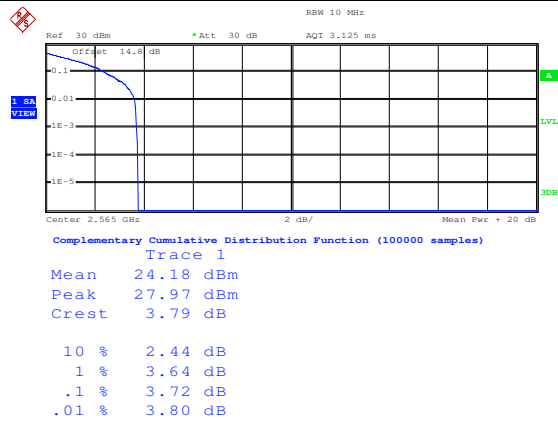 RBW 10 MHz
Ref 30 dBm *Att 30 dB AQT 3.125 ms
Offset 14.8 dB
0.1
A
1 SA
VIEW
0.01
LVL
1E-3
1E-4
1E-5
3DB
Center 2.565 GHz 2 dB/ Mean Pwr + 20 dB
Complementary Cumulative Distribution Function (100000 samples)
Trace 1
Mean 24.18 dBm
Peak 27.97 dBm
Crest 3.79 dB
10 % 2.44 dB
1 % 3.64 dB
.1 % 3.72 dB
.01 % 3.80 dB